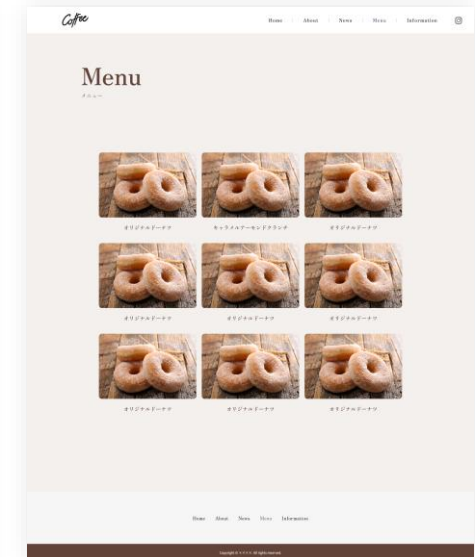 Coffee
Home About News Menu Information
Menu
メニュー
オリジナルドーナツ キャラメルアーモンドクランチ オリジナルドーナツ
オリジナルドーナツ オリジナルドーナツ オリジナルドーナツ
オリジナルドーナツ オリジナルドーナツ オリジナルドーナツ
Home About News Menu Information